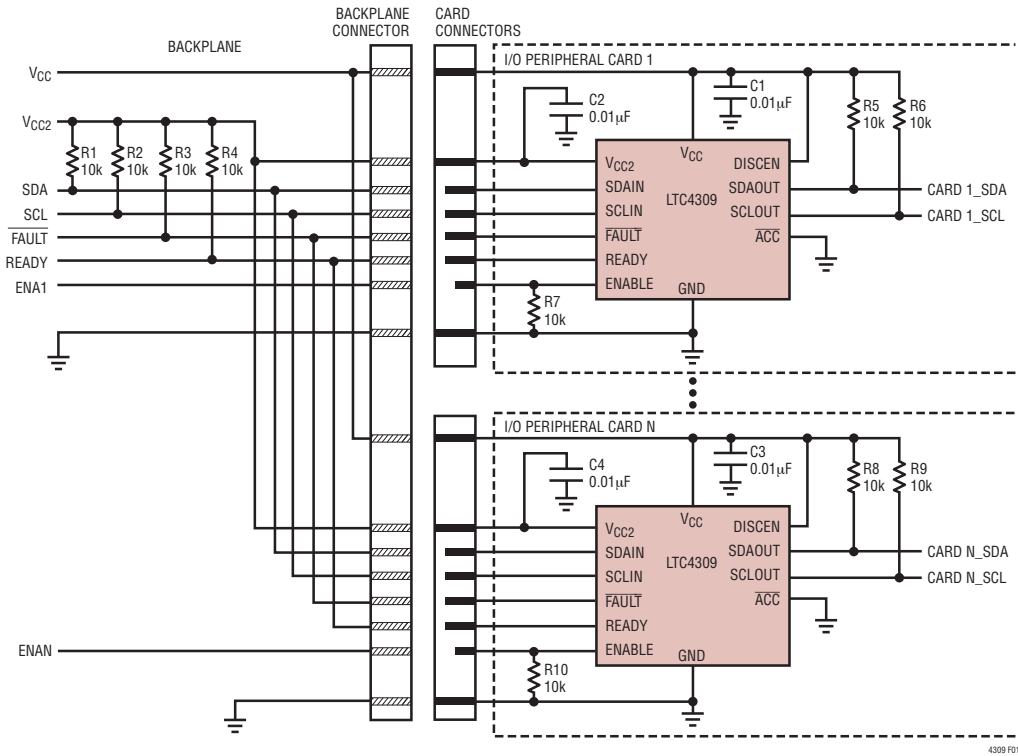 BACKPLANE
CONNECTOR
CARD
CONNECTORS
BACKPLANE
VCC
VCC2
R1
10k
R2
10k
R3
10k
R4
10k
SDA
SCL
FAULT
READY
ENA1
I/O PERIPHERAL CARD 1
C2
0.01µF
C1
0.01µF
R5
10k
R6
10k
VCC2
VCC
DISCEN
SDAIN
LTC4309
SDAOUT
CARD 1_SDA
SCLIN
SCLOUT
CARD 1_SCL
FAULT
ACC
READY
ENABLE
GND
R7
10k
I/O PERIPHERAL CARD N
C4
0.01µF
C3
0.01µF
R8
10k
R9
10k
VCC2
VCC
DISCEN
SDAIN
LTC4309
SDAOUT
CARD N_SDA
SCLIN
SCLOUT
CARD N_SCL
FAULT
ACC
READY
ENAN
ENABLE
GND
R10
10k
4309 F01